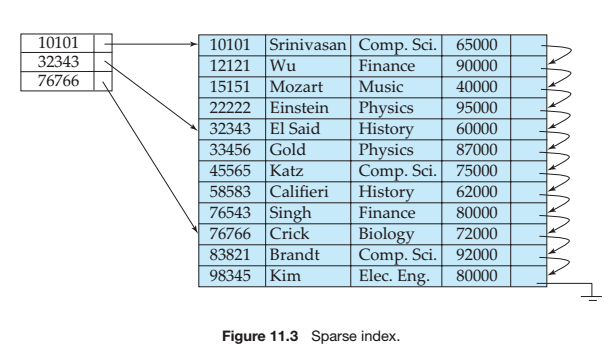 10101
32343
76766
10101 Srinivasan Comp. Sci. 65000
12121 Wu Finance 90000
15151 Mozart Music 40000
22222 Einstein Physics 95000
32343 El Said History 60000
33456 Gold Physics 87000
45565 Katz Comp. Sci. 75000
58583 Califieri History 62000
76543 Singh Finance 80000
76766 Crick Biology 72000
83821 Brandt Comp. Sci. 92000
98345 Kim Elec. Eng. 80000
Figure 11.3 Sparse index.